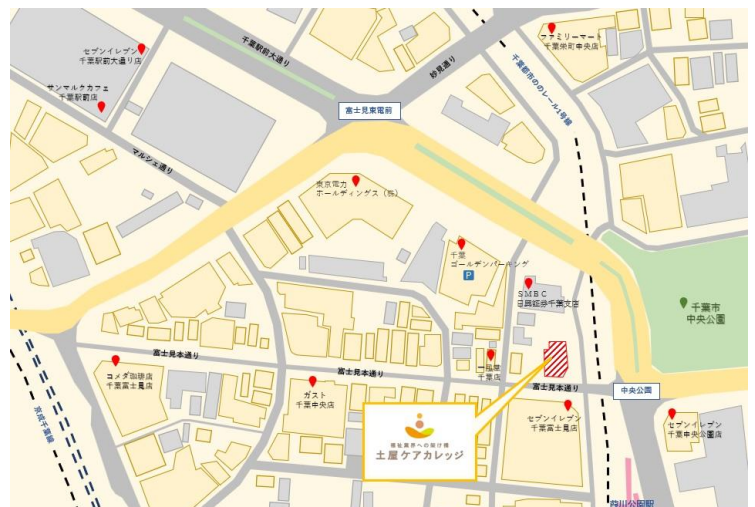 セブンイレブン
千葉駅前大通り店
サンマルクカフェ
千葉駅前店
千葉駅前大通り
妙見通り
ファミリーマート
千葉栄町中央店
千葉都市ののレール1号線
富士見東電前
マルシェ通り
東京電力
ホールディングス（株）
千葉
ゴールデンパーキング
P
SMBC
日興証券千葉支店
千葉市
中央公園
富士見本通り
コメダ珈琲店
千葉富士見店
ガスト
千葉中央店
富士見本通り
千葉店
富士見本通り
中央公園
セブンイレブン
千葉富士見店
セブンイレブン
千葉中央公園店
京成千葉線
福祉業界への架け橋
土屋ケアカレッジ
葭川公園駅